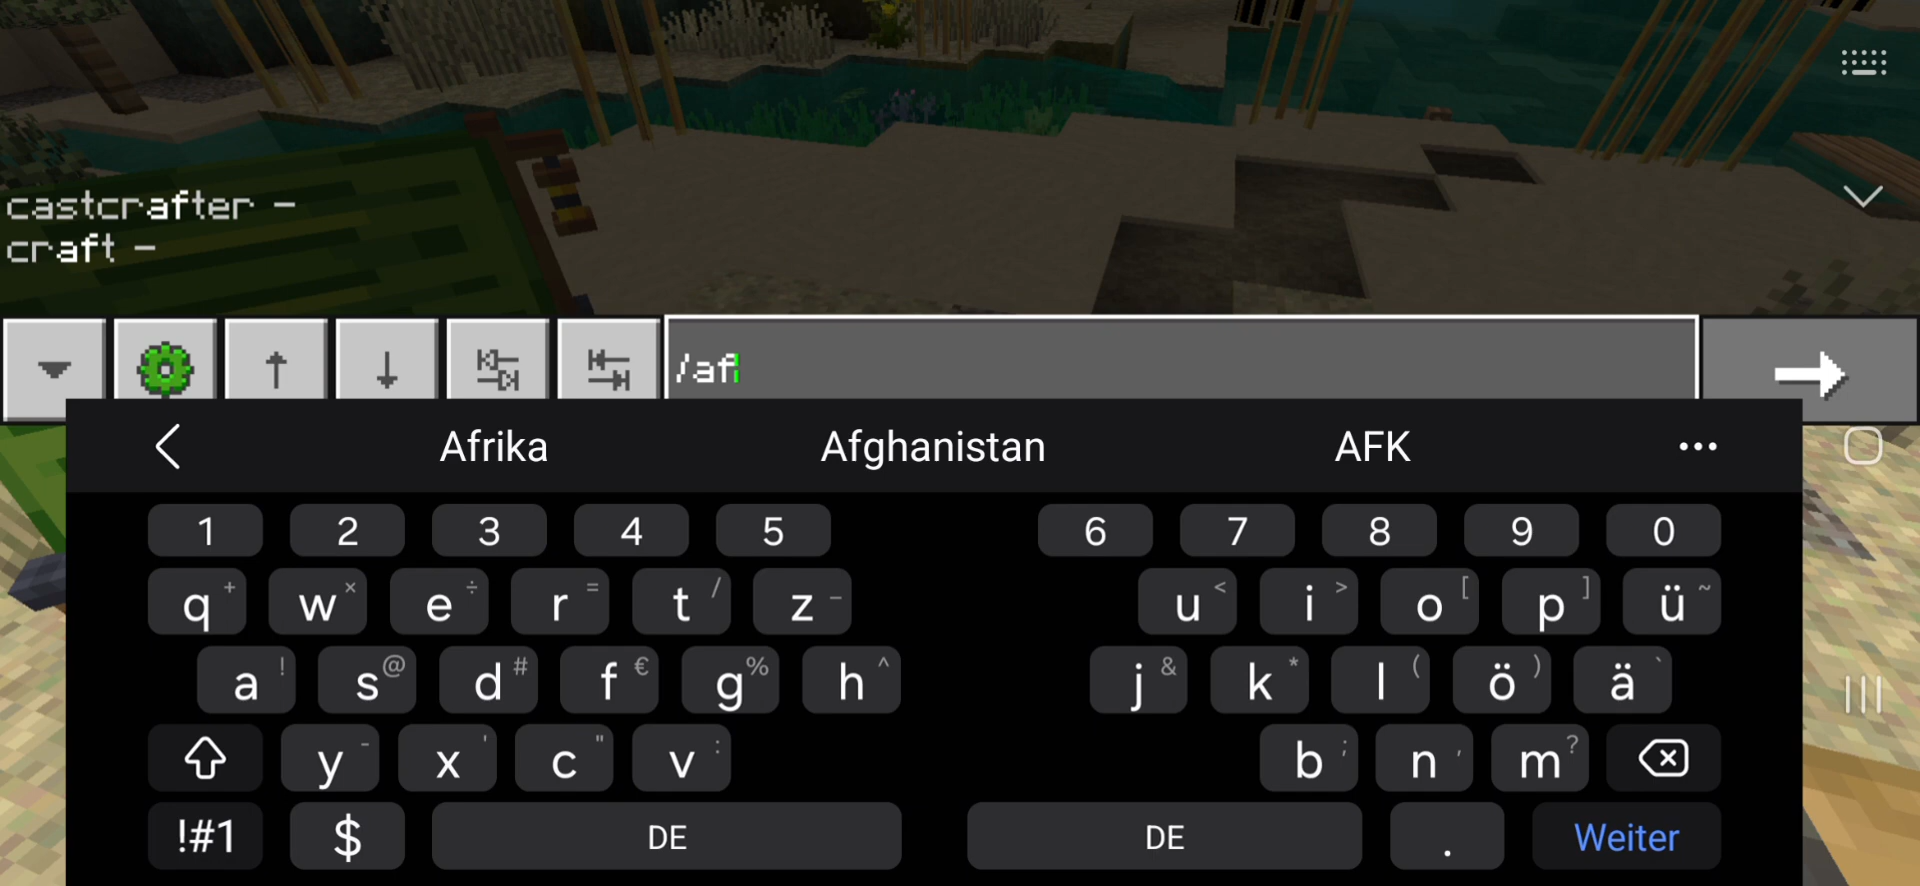 castcrafter -
craft -
/af
Afrika Afghanistan AFK ...
1 2 3 4 5 6 7 8 9 0
q + w × e ÷ r = t / z _ u < i > o [ p ] ü ~
a ! s @ d # f € g % h ^ j & k * l ( ö ) ä `
y - x ' c " v : b ; n , m ?
!#1 $ DE DE . Weiter